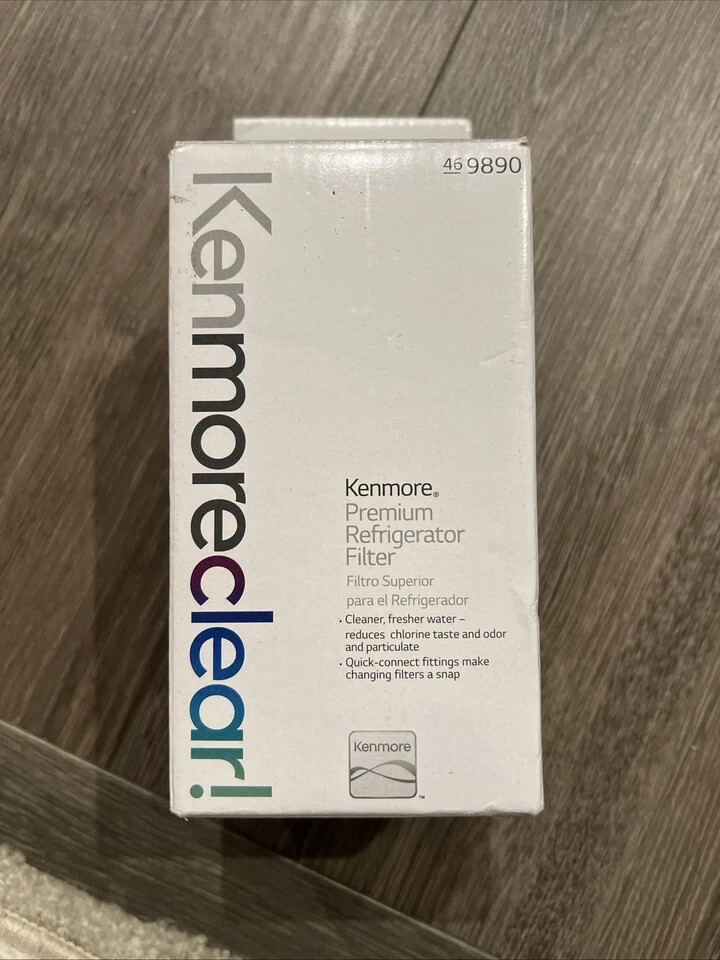 46 9890
Kenmoreclear!
Kenmore®
Premium
Refrigerator
Filter
Filtro Superior
para el Refrigerador
· Cleaner, fresher water –
reduces chlorine taste and odor
and particulate
· Quick-connect fittings make
changing filters a snap
Kenmore
™